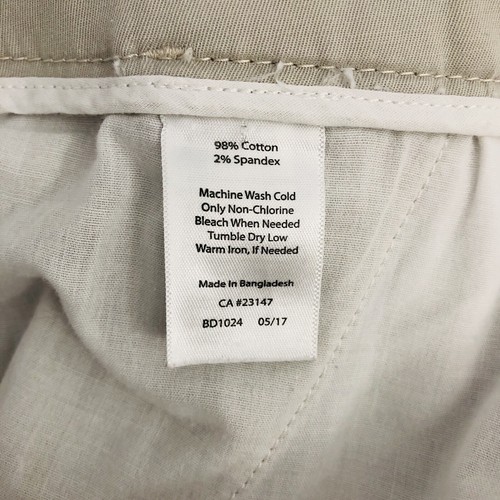 98% Cotton
2% Spandex
Machine Wash Cold
Only Non-Chlorine
Bleach When Needed
Tumble Dry Low
Warm Iron, If Needed
Made In Bangladesh
CA #23147
BD1024 05/17